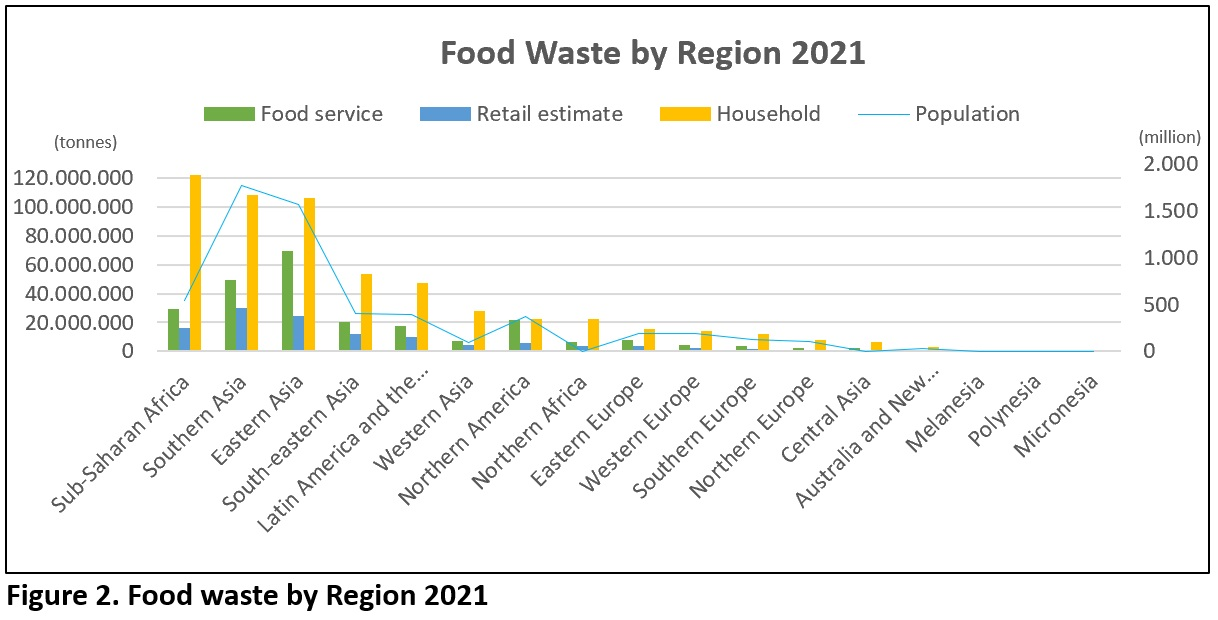 Food Waste by Region 2021
Food service Retail estimate Household Population
(tonnes) (million)
120.000.000
100.000.000
80.000.000
60.000.000
40.000.000
20.000.000
0
2.000
1.500
1.000
500
0
Sub-Saharan Africa
Southern Asia
Eastern Asia
South-eastern Asia
Latin America and the...
Western Asia
Northern America
Northern Africa
Eastern Europe
Western Europe
Southern Europe
Northern Europe
Central Asia
Australia and New...
Melanesia
Polynesia
Micronesia
Figure 2. Food waste by Region 2021